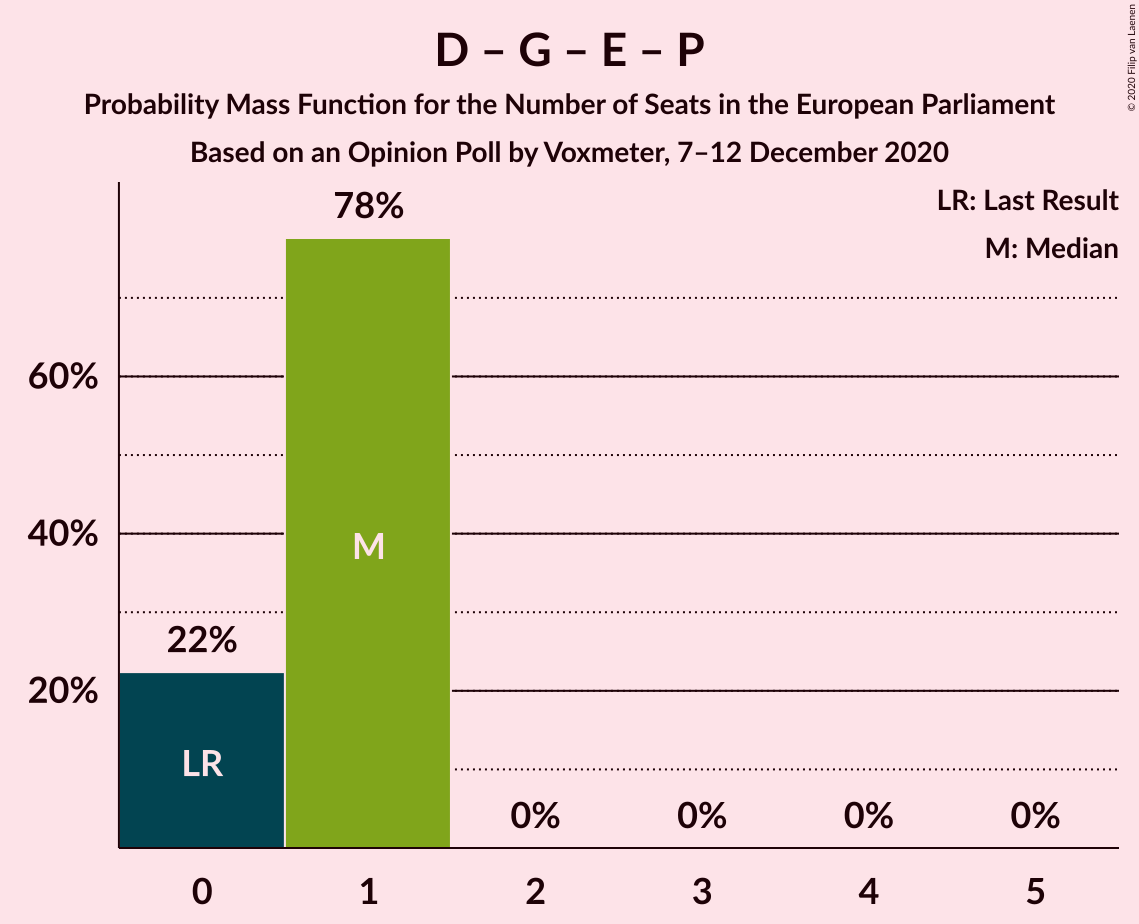 D – G – E – P
Probability Mass Function for the Number of Seats in the European Parliament
Based on an Opinion Poll by Voxmeter, 7–12 December 2020
© 2020 Filip van Laenen
LR: Last Result
M: Median
78%
60%
40%
M
22%
20%
LR
0%
0%
0%
0%
0
1
2
3
4
5